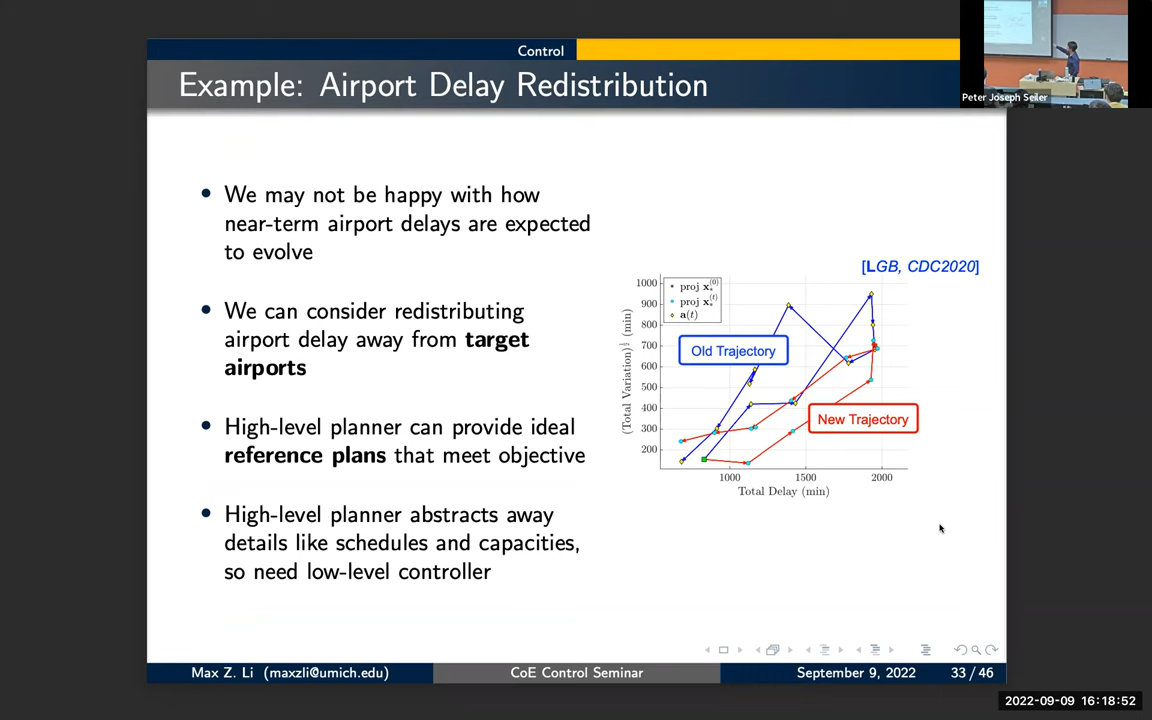 Control
Example: Airport Delay Redistribution
Peter Joseph Seiler
• We may not be happy with how
near-term airport delays are expected
to evolve
• We can consider redistributing
airport delay away from target
airports
• High-level planner can provide ideal
reference plans that meet objective
• High-level planner abstracts away
details like schedules and capacities,
so need low-level controller
[LGB, CDC2020]
(Total Variation)^½ (min)
1000
900
800
700
600
500
400
300
200
proj x_*^(0)
proj x_*^(t)
a(t)
Old Trajectory
New Trajectory
1000 1500 2000
Total Delay (min)
Max Z. Li (maxzli@umich.edu) CoE Control Seminar September 9, 2022 33 / 46
2022-09-09 16:18:52